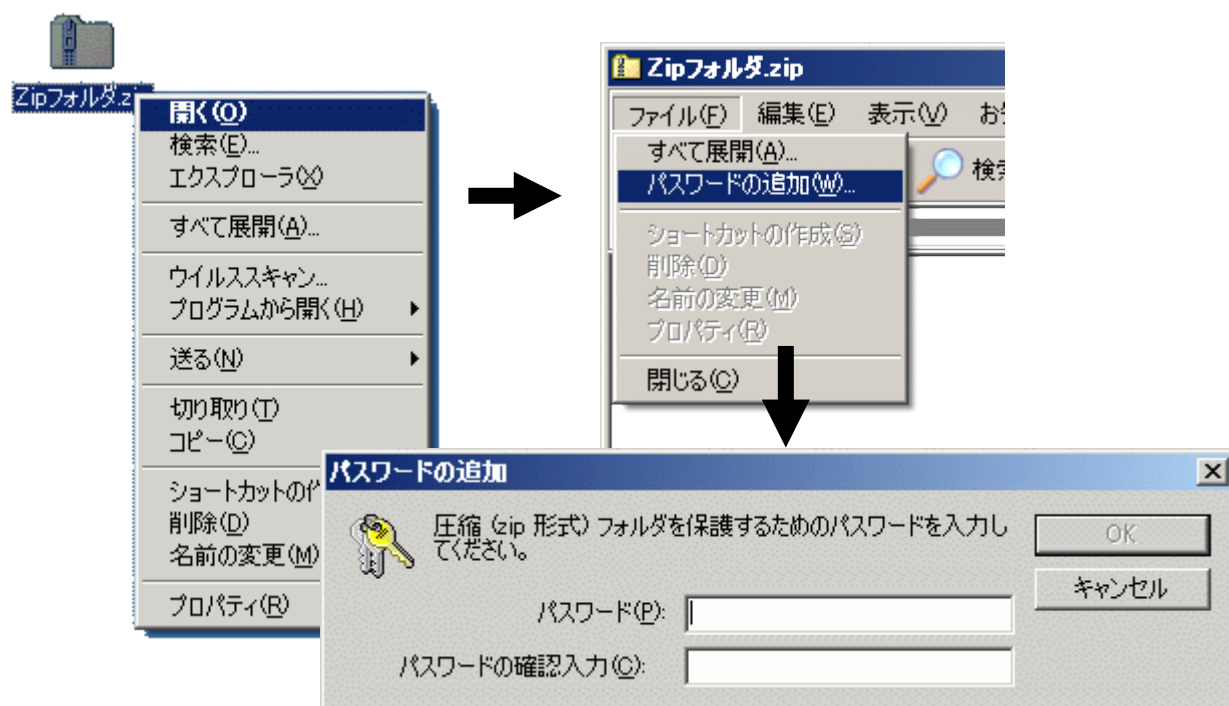 Zipフォルダ.z
開く(O)
検索(E)...
エクスプローラ(X)
すべて展開(A)...
ウイルススキャン...
プログラムから開く(H)
送る(N)
切り取り(T)
コピー(C)
ショートカットの作
削除(D)
名前の変更(M)
プロパティ(R)
Zipフォルダ.zip
ファイル(F) 編集(E) 表示(V) お
すべて展開(A)...
パスワードの追加(W)...
検索
ショートカットの作成(S)
削除(D)
名前の変更(M)
プロパティ(R)
閉じる(C)
パスワードの追加
圧縮 (zip 形式) フォルダを保護するためのパスワードを入力し
てください。
OK
キャンセル
パスワード(P):
パスワードの確認入力(C):